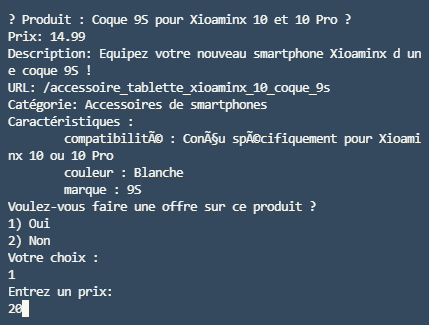 ? Produit : Coque 9S pour Xioaminx 10 et 10 Pro ?
Prix: 14.99
Description: Equipez votre nouveau smartphone Xioaminx d un
e coque 9S !
URL: /accessoire_tablette_xioaminx_10_coque_9s
Catégorie: Accessoires de smartphones
Caractéristiques :
compatibilitÃ© : ConÃ§u spÃ©cifiquement pour Xioami
nx 10 ou 10 Pro
couleur : Blanche
marque : 9S
Voulez-vous faire une offre sur ce produit ?
1) Oui
2) Non
Votre choix :
1
Entrez un prix:
20